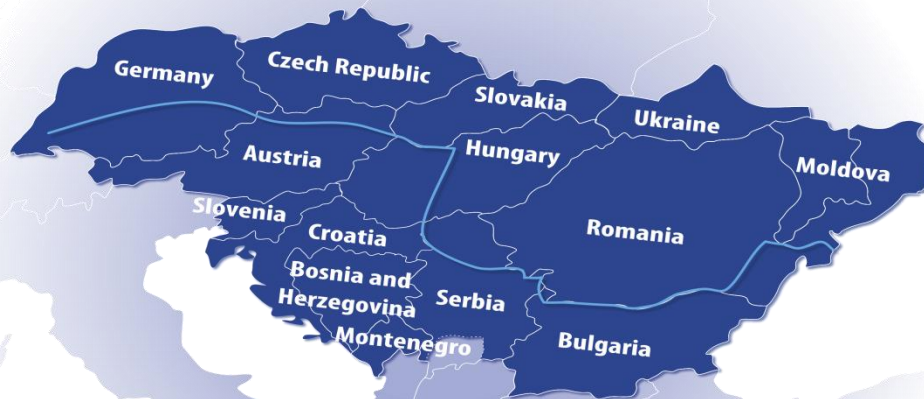 Germany
Czech Republic
Slovakia
Ukraine
Austria
Hungary
Moldova
Slovenia
Croatia
Romania
Bosnia and
Herzegovina
Serbia
Montenegro
Bulgaria